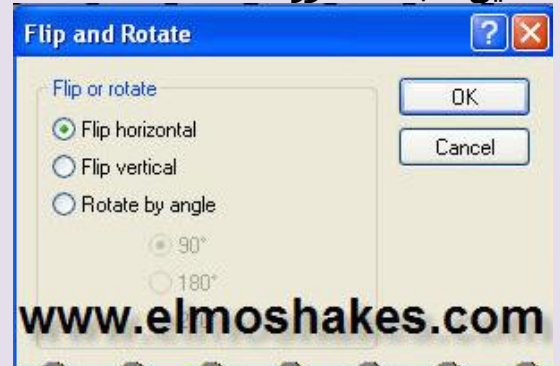 Flip and Rotate
Flip or rotate
Flip horizontal
Flip vertical
Rotate by angle
90°
180°
OK
Cancel
www.elmoshakes.com